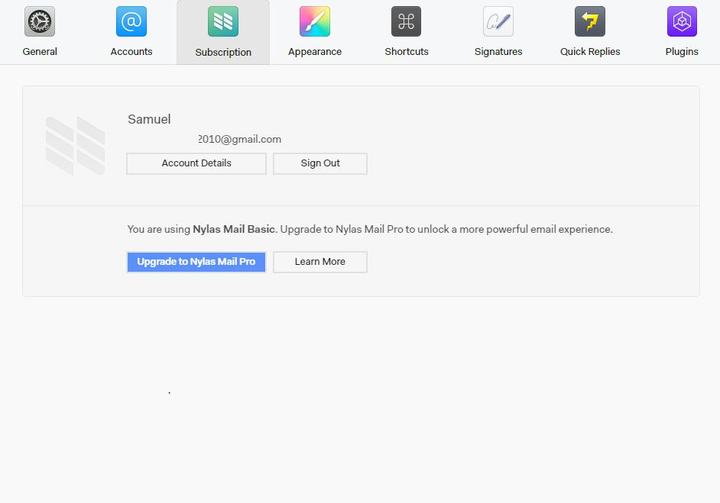 General Accounts Subscription Appearance Shortcuts Signatures Quick Replies Plugins
Samuel
2010@gmail.com
Account Details Sign Out
You are using Nylas Mail Basic. Upgrade to Nylas Mail Pro to unlock a more powerful email experience.
Upgrade to Nylas Mail Pro Learn More